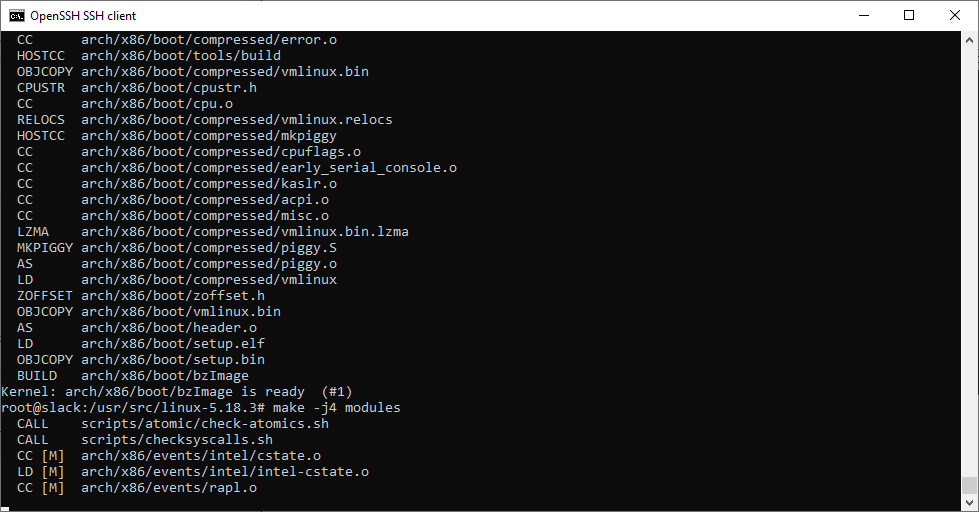 OpenSSH SSH client
CC arch/x86/boot/compressed/error.o
HOSTCC arch/x86/boot/tools/build
OBJCOPY arch/x86/boot/compressed/vmlinux.bin
CPUSTR arch/x86/boot/cpustr.h
CC arch/x86/boot/cpu.o
RELOCS arch/x86/boot/compressed/vmlinux.relocs
HOSTCC arch/x86/boot/compressed/mkpiggy
CC arch/x86/boot/compressed/cpuflags.o
CC arch/x86/boot/compressed/early_serial_console.o
CC arch/x86/boot/compressed/kaslr.o
CC arch/x86/boot/compressed/acpi.o
CC arch/x86/boot/compressed/misc.o
LZMA arch/x86/boot/compressed/vmlinux.bin.lzma
MKPIGGY arch/x86/boot/compressed/piggy.S
AS arch/x86/boot/compressed/piggy.o
LD arch/x86/boot/compressed/vmlinux
ZOFFSET arch/x86/boot/zoffset.h
OBJCOPY arch/x86/boot/vmlinux.bin
AS arch/x86/boot/header.o
LD arch/x86/boot/setup.elf
OBJCOPY arch/x86/boot/setup.bin
BUILD arch/x86/boot/bzImage
Kernel: arch/x86/boot/bzImage is ready (#1)
root@slack:/usr/src/linux-5.18.3# make -j4 modules
CALL scripts/atomic/check-atomics.sh
CALL scripts/checksyscalls.sh
CC [M] arch/x86/events/intel/cstate.o
LD [M] arch/x86/events/intel/intel-cstate.o
CC [M] arch/x86/events/rapl.o